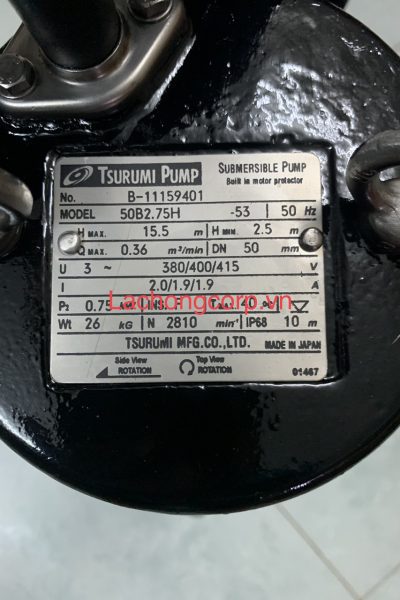 TSURUMI PUMP SUBMERSIBLE PUMP
Built in motor protector
No. B-11159401
MODEL 50B2.75H -53 50 Hz
H MAX. 15.5 m H MIN. 2.5 m
Q MAX. 0.36 m³/min DN 50 mm
U 3 ~ 380/400/415 V
I 2.0/1.9/1.9 A
P₂ 0.75 INS. 40
Laofongcorp.vn
Wt 26 kG N 2810 min⁻¹ IP68 10 m
TSURUMI MFG.CO.,LTD. MADE IN JAPAN
Side View ROTATION Top View ROTATION 01467